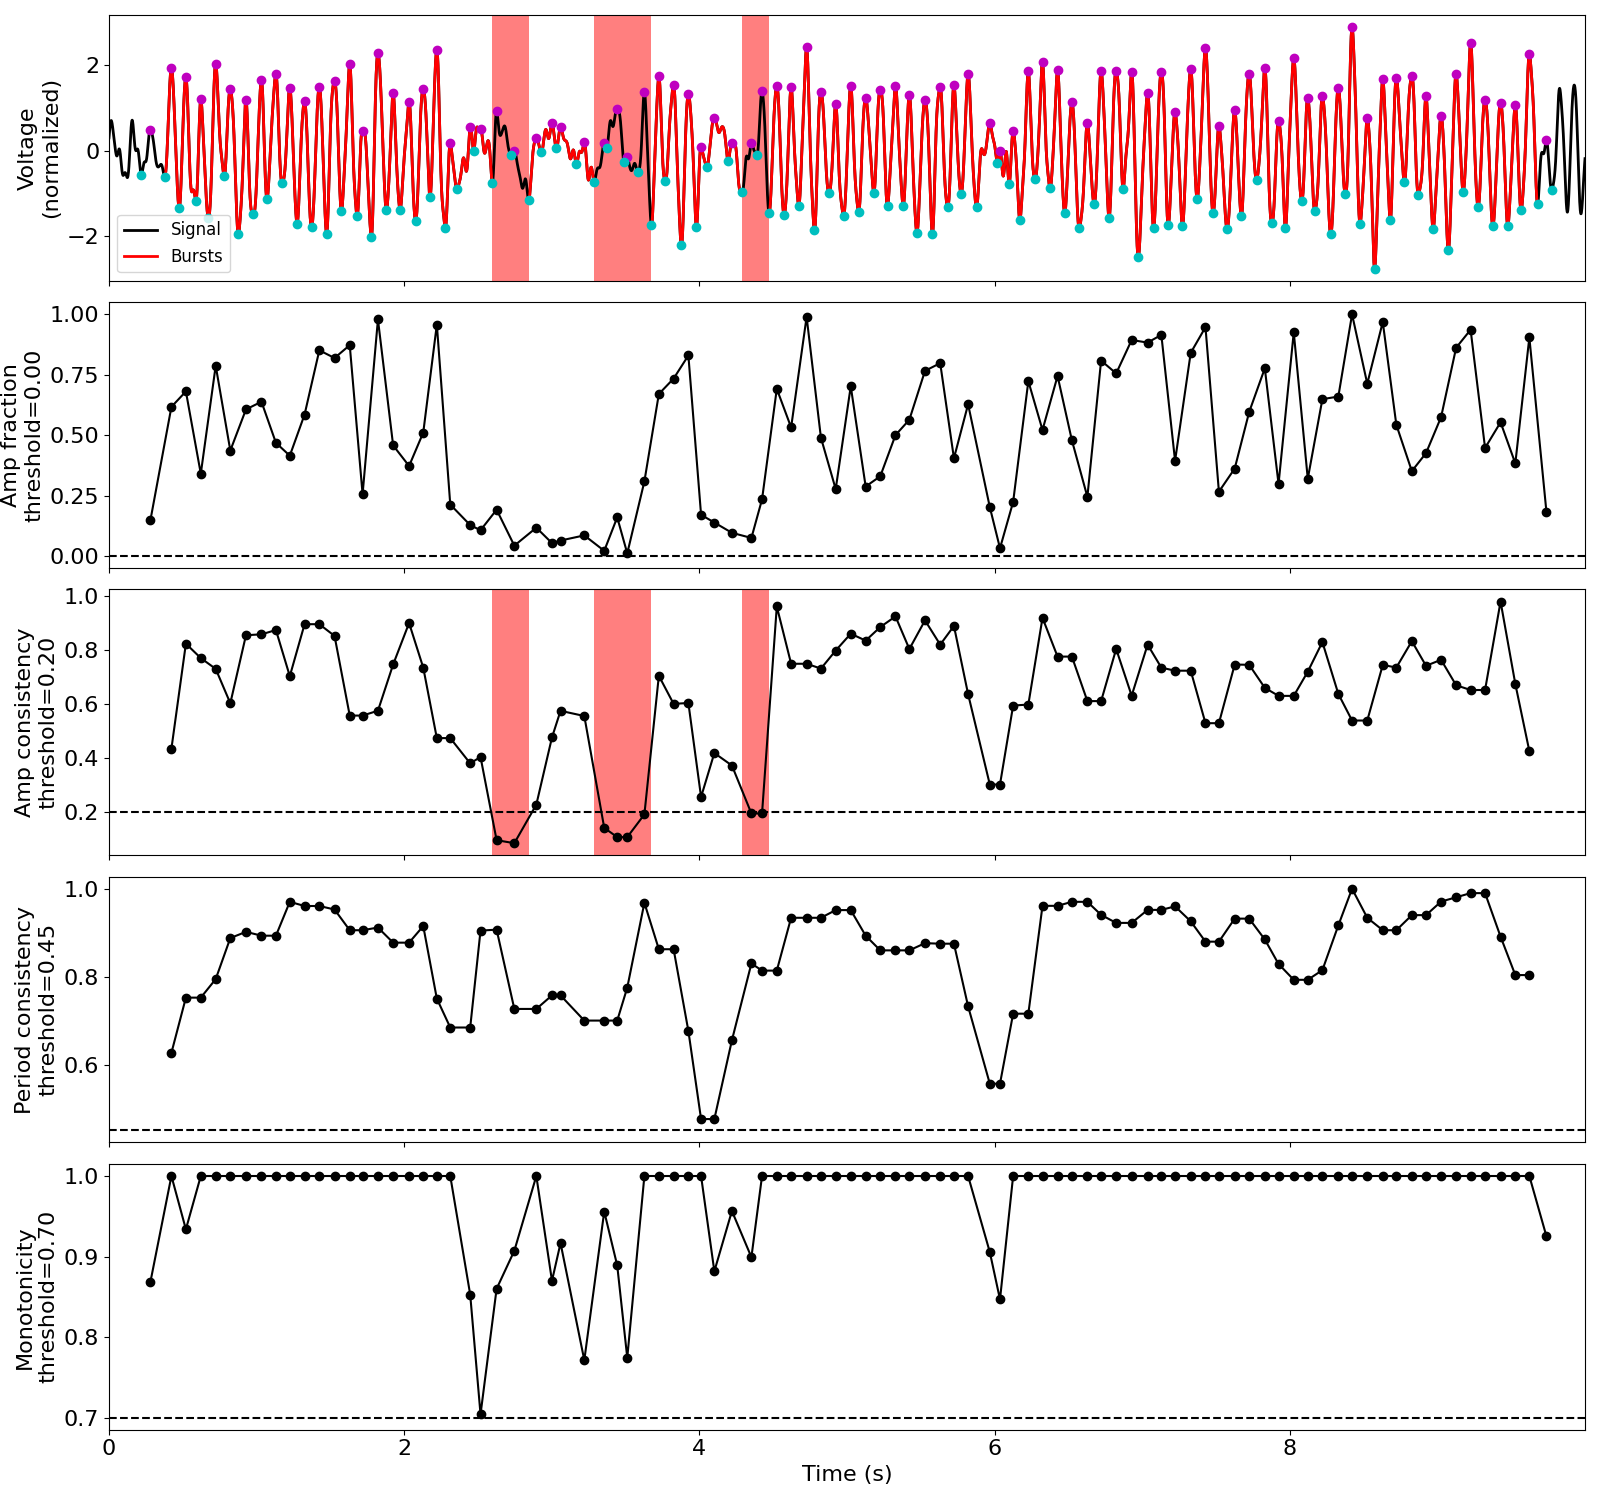 Voltage
(normalized)
2
0
−2
Signal
Bursts
Amp fraction
threshold=0.00
1.00
0.75
0.50
0.25
0.00
Amp consistency
threshold=0.20
1.0
0.8
0.6
0.4
0.2
Period consistency
threshold=0.45
1.0
0.8
0.6
Monotonicity
threshold=0.70
1.0
0.9
0.8
0.7
0 2 4 6 8
Time (s)